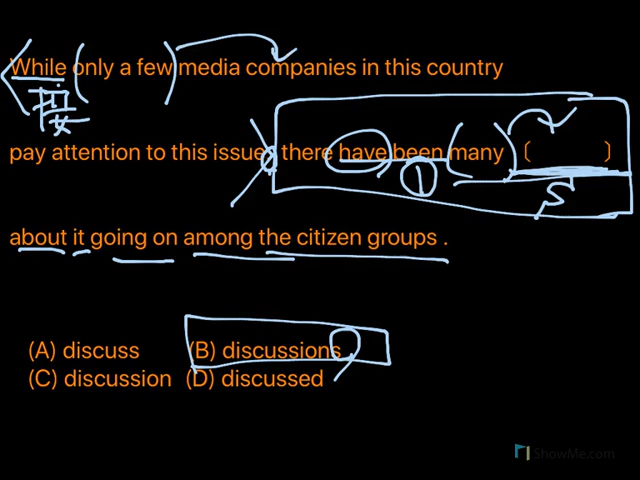 While only a few media companies in this country
pay attention to this issue, there have been many 〔　　〕
①
S
about it going on among the citizen groups .
(A) discuss (B) discussions
(C) discussion (D) discussed
ShowMe.com